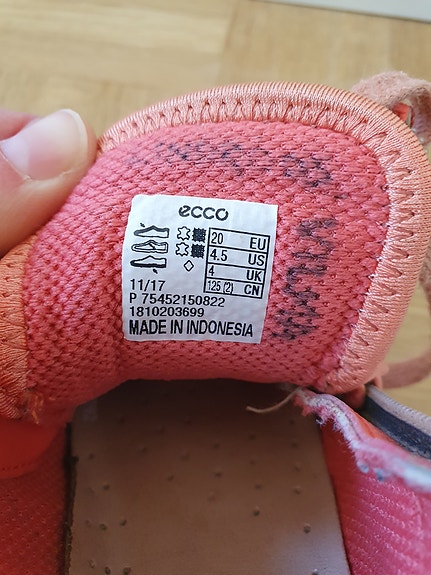 ecco
20 EU
4.5 US
4 UK
125 (2) CN
11/17
P 75452150822
1810203699
MADE IN INDONESIA